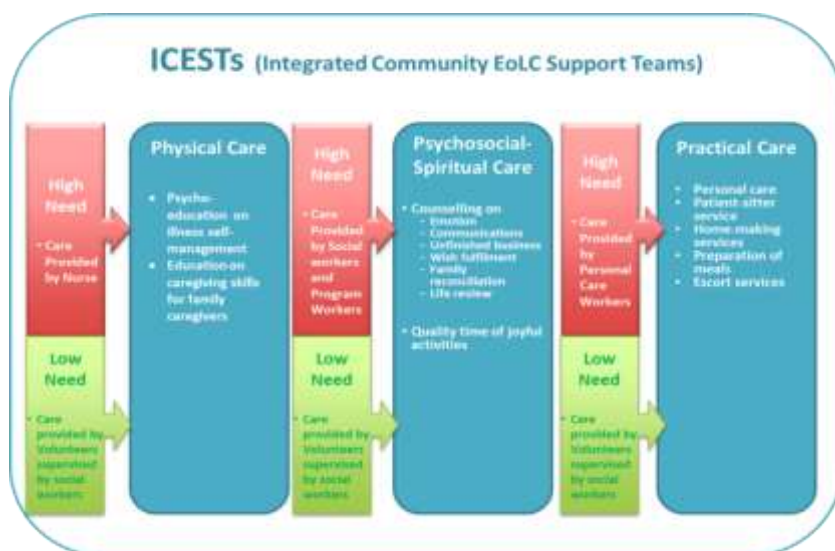 ICESTs (Integrated Community EoLC Support Teams)
High
Need
• Care
Provided
by Nurse
Low
Need
• Care
provided by
Volunteers
supervised
by social
workers
Physical Care
• Psycho-
education on
illness self-
management
• Education on
caregiving skills
for family
caregivers
High
Need
• Care
Provided
by Social
workers
and
Program
Workers
Low
Need
• Care
provided by
Volunteers
supervised
by social
workers
Psychosocial-
Spiritual Care
• Counselling on
– Emotion
– Communications
– Unfinished business
– Wish fulfilment
– Family
reconciliation
– Life review
• Quality time of joyful
activities
High
Need
• Care
Provided
by
Personal
Care
Workers
Low
Need
• Care
provided by
Volunteers
supervised
by social
workers
Practical Care
• Personal care
• Patient-sitter
service
• Home-making
services
• Preparation of
meals
• Escort services